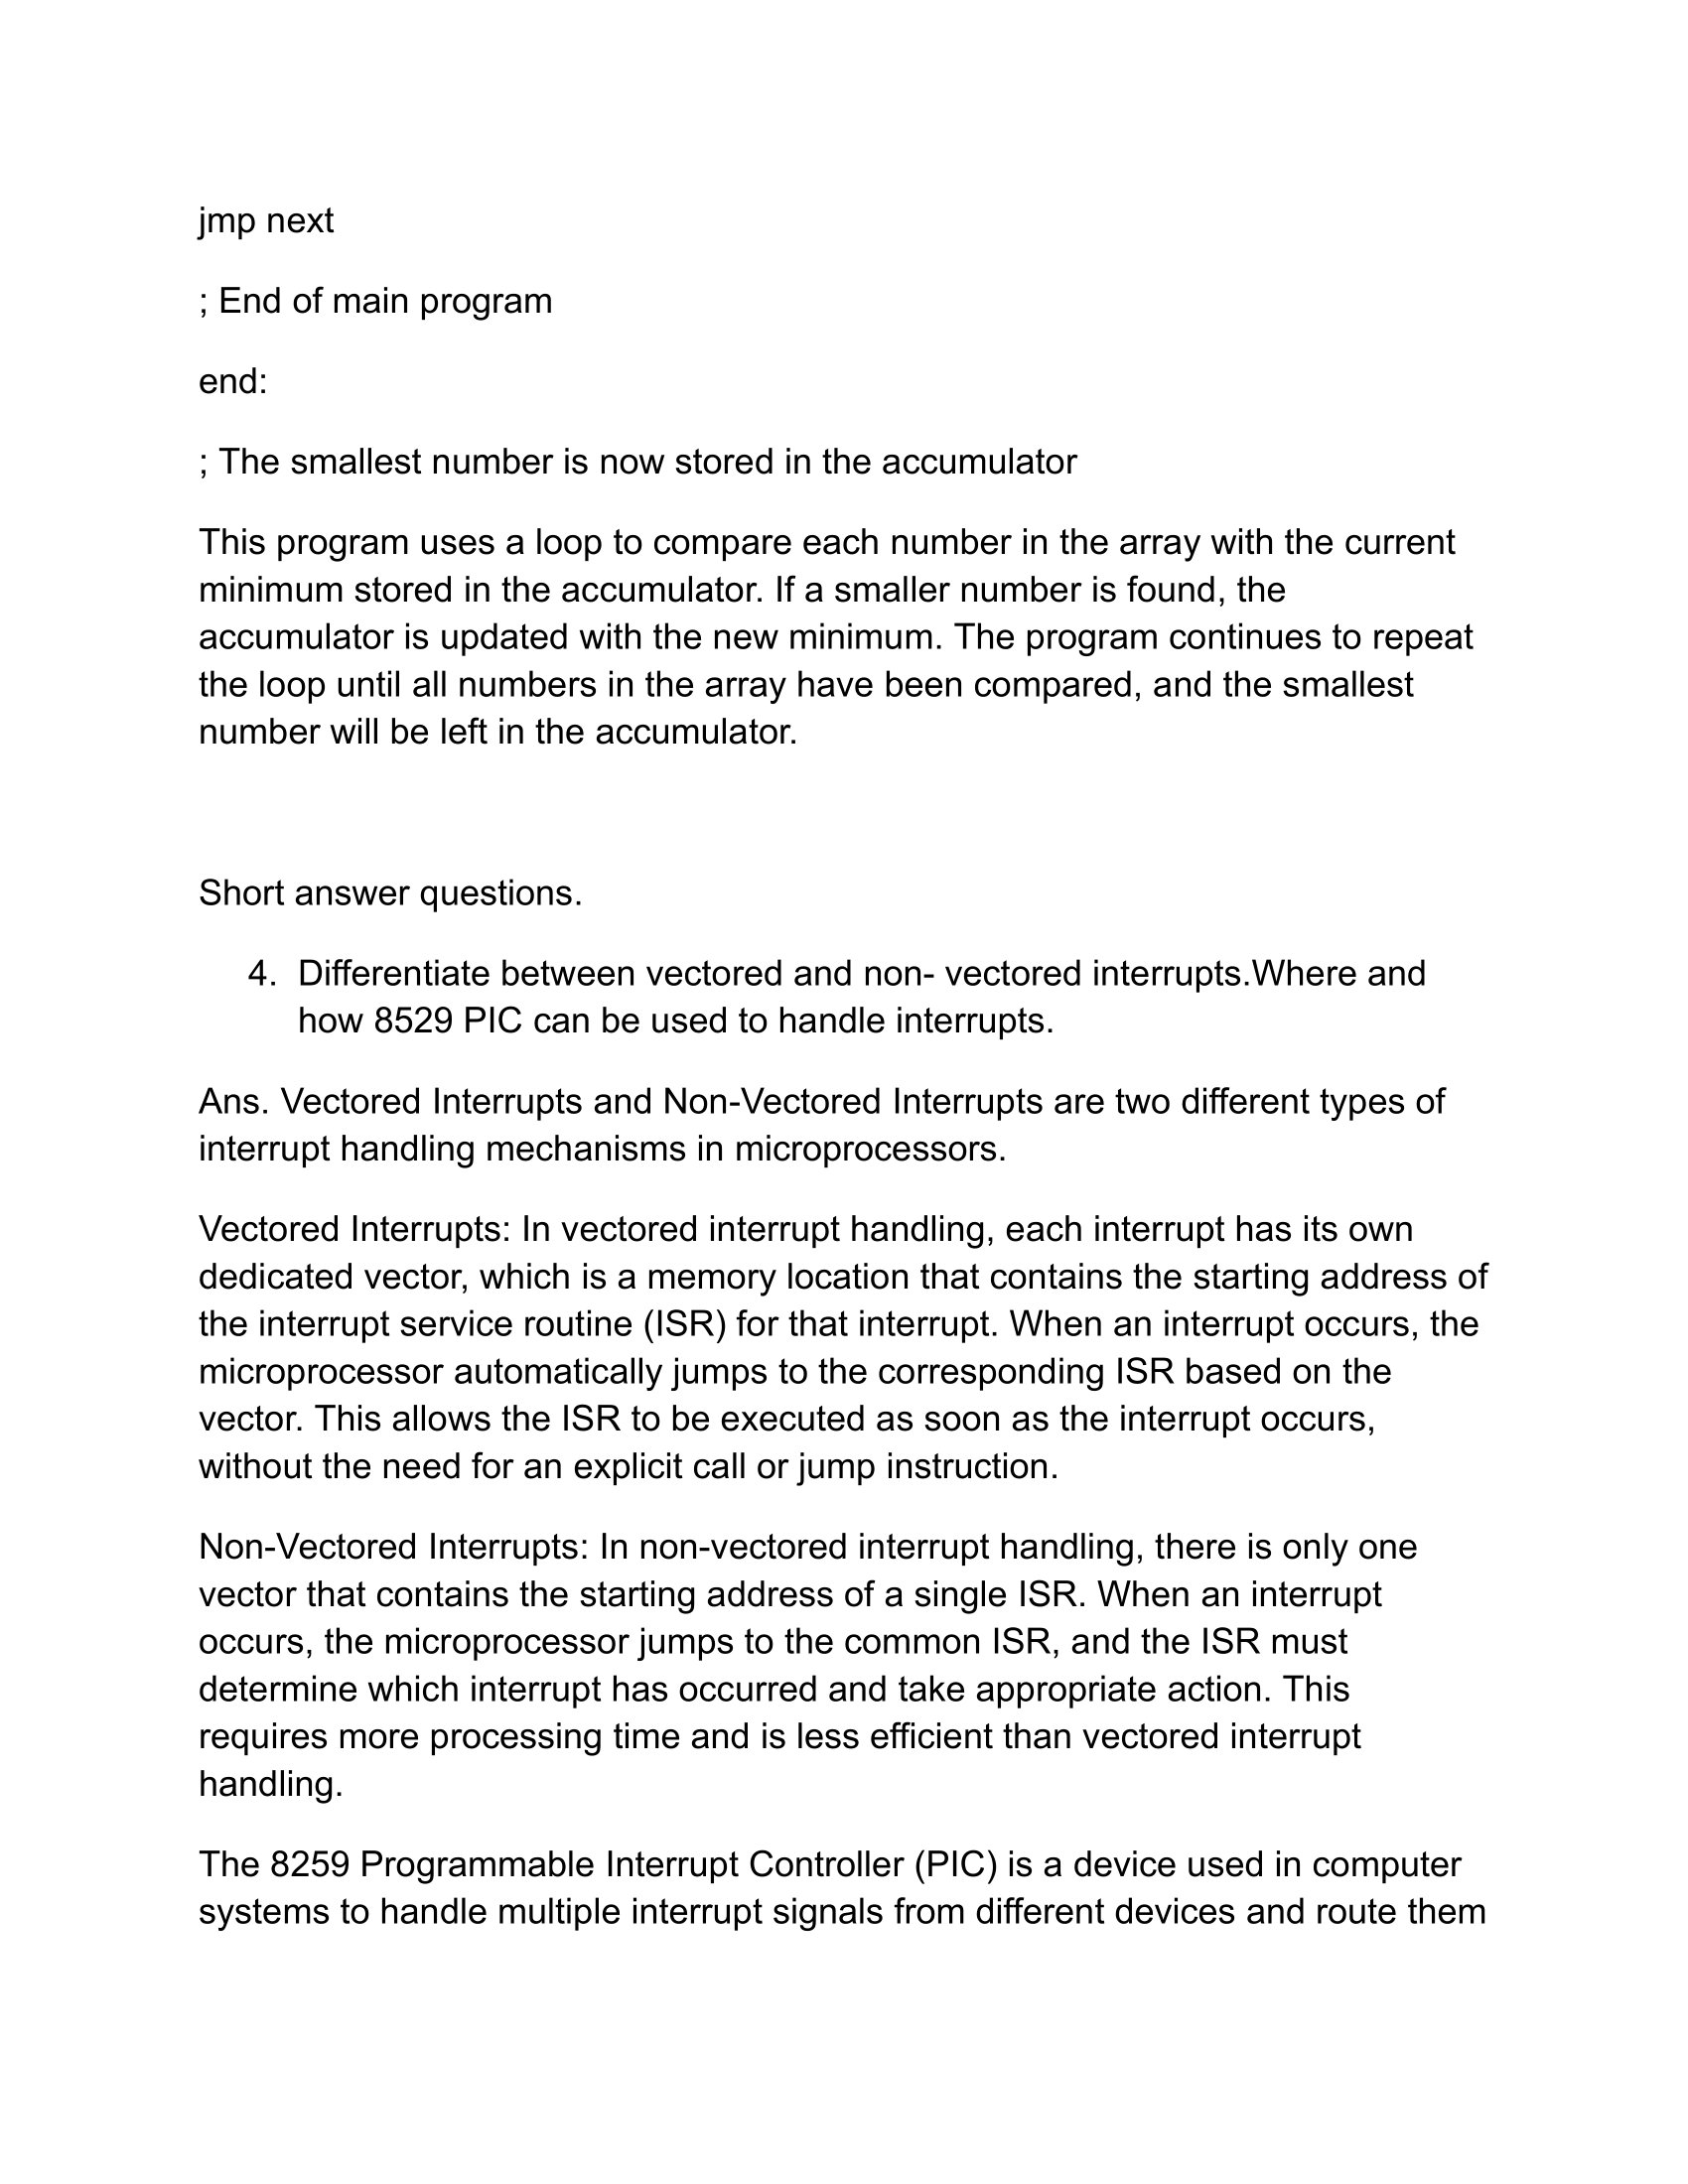 jmp next
; End of main program
end:
; The smallest number is now stored in the accumulator
This program uses a loop to compare each number in the array with the current
minimum stored in the accumulator. If a smaller number is found, the
accumulator is updated with the new minimum. The program continues to repeat
the loop until all numbers in the array have been compared, and the smallest
number will be left in the accumulator.
Short answer questions.
4. Differentiate between vectored and non- vectored interrupts.Where and
how 8529 PIC can be used to handle interrupts.
Ans. Vectored Interrupts and Non-Vectored Interrupts are two different types of
interrupt handling mechanisms in microprocessors.
Vectored Interrupts: In vectored interrupt handling, each interrupt has its own
dedicated vector, which is a memory location that contains the starting address of
the interrupt service routine (ISR) for that interrupt. When an interrupt occurs, the
microprocessor automatically jumps to the corresponding ISR based on the
vector. This allows the ISR to be executed as soon as the interrupt occurs,
without the need for an explicit call or jump instruction.
Non-Vectored Interrupts: In non-vectored interrupt handling, there is only one
vector that contains the starting address of a single ISR. When an interrupt
occurs, the microprocessor jumps to the common ISR, and the ISR must
determine which interrupt has occurred and take appropriate action. This
requires more processing time and is less efficient than vectored interrupt
handling.
The 8259 Programmable Interrupt Controller (PIC) is a device used in computer
systems to handle multiple interrupt signals from different devices and route them